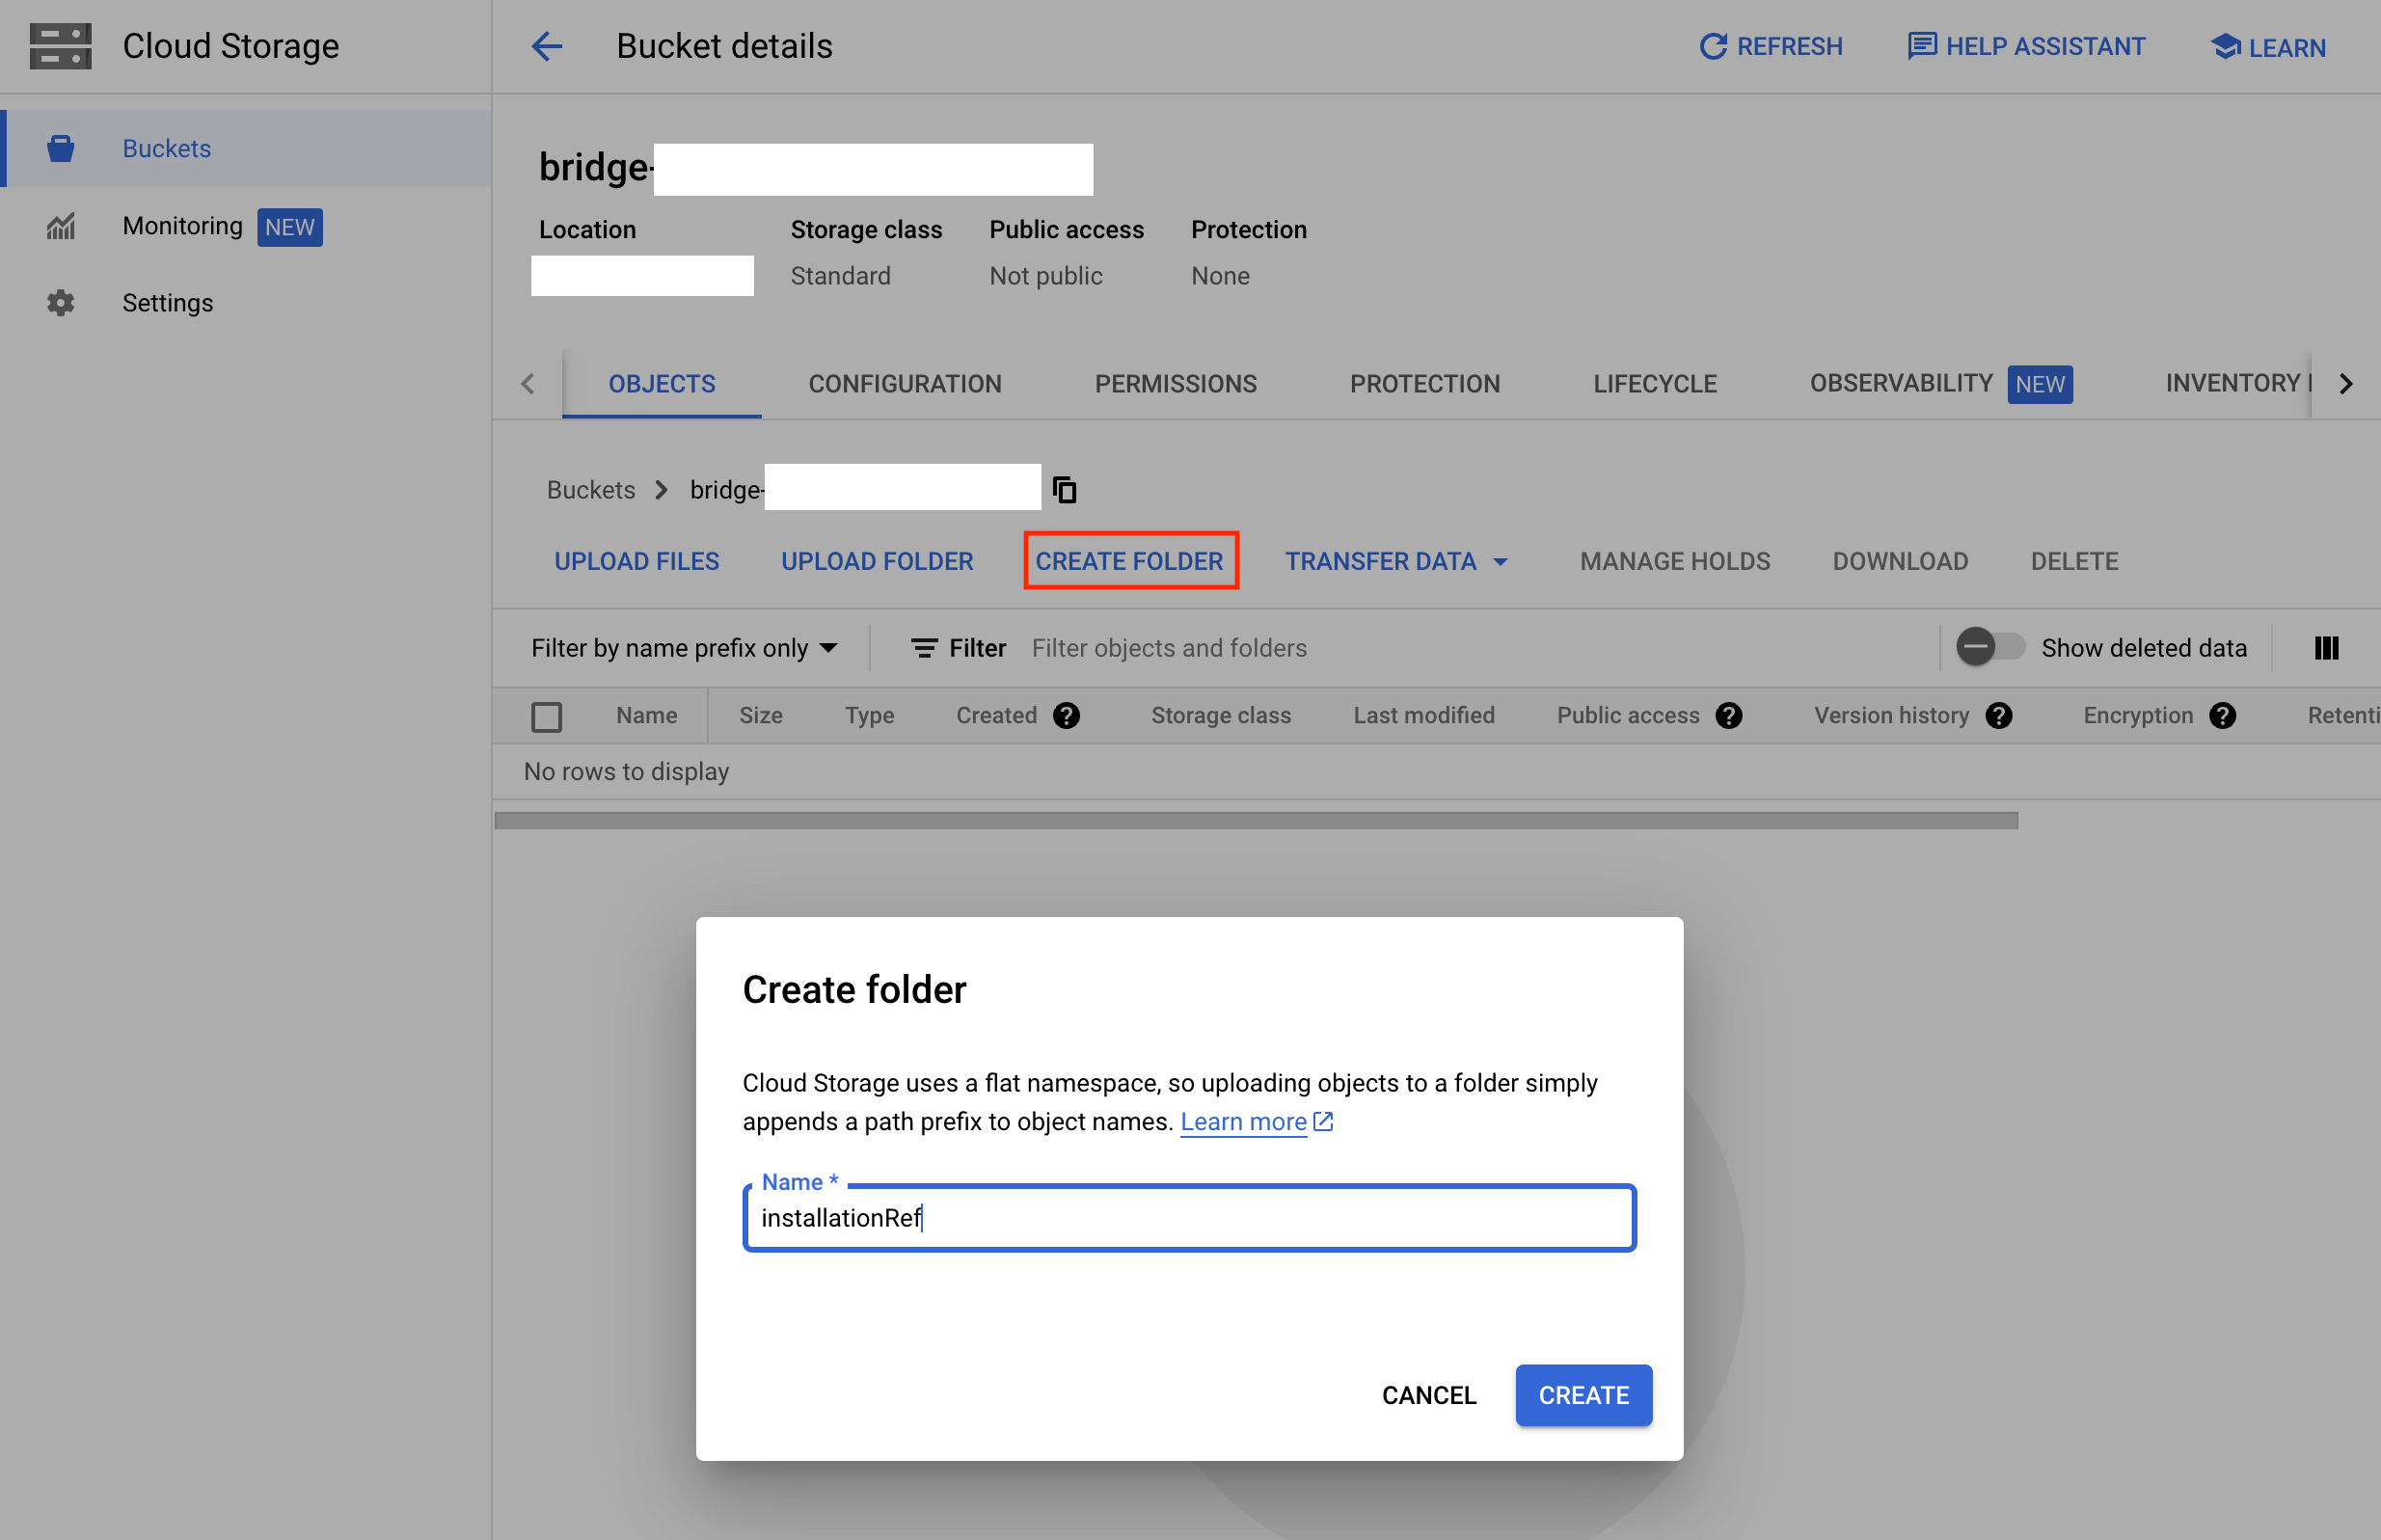 Cloud Storage
Bucket details
REFRESH
HELP ASSISTANT
LEARN
Buckets
Monitoring NEW
Settings
bridge-
Location
Storage class
Public access
Protection
Standard
Not public
None
OBJECTS
CONFIGURATION
PERMISSIONS
PROTECTION
LIFECYCLE
OBSERVABILITY NEW
INVENTORY
Buckets
bridge-
UPLOAD FILES
UPLOAD FOLDER
CREATE FOLDER
TRANSFER DATA
MANAGE HOLDS
DOWNLOAD
DELETE
Filter by name prefix only
Filter
Filter objects and folders
Show deleted data
Name
Size
Type
Created
Storage class
Last modified
Public access
Version history
Encryption
Retenti
No rows to display
Create folder
Cloud Storage uses a flat namespace, so uploading objects to a folder simply
appends a path prefix to object names. Learn more
Name *
installationRef
CANCEL
CREATE